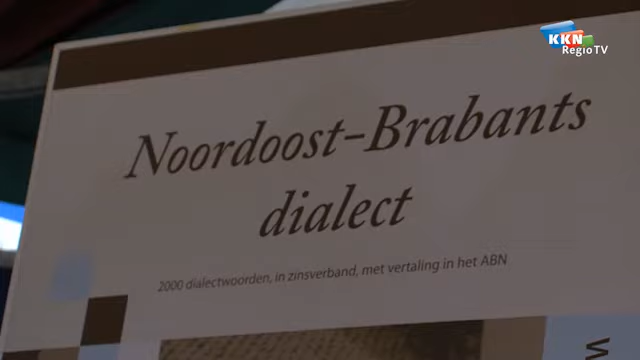 KKN
RegioTV
Noordoost-Brabants
dialect
2000 dialectwoorden, in zinsverband, met vertaling in het ABN